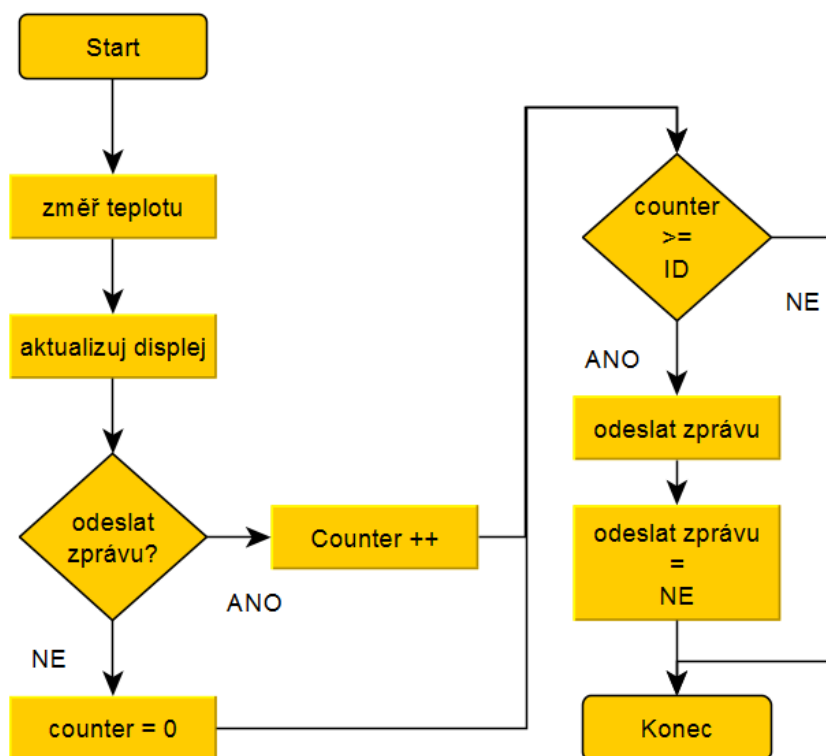 Start
změř teplotu
aktualizuj displej
odeslat
zprávu?
ANO
Counter ++
NE
counter = 0
counter
>=
ID
NE
ANO
odeslat zprávu
odeslat zprávu
=
NE
Konec